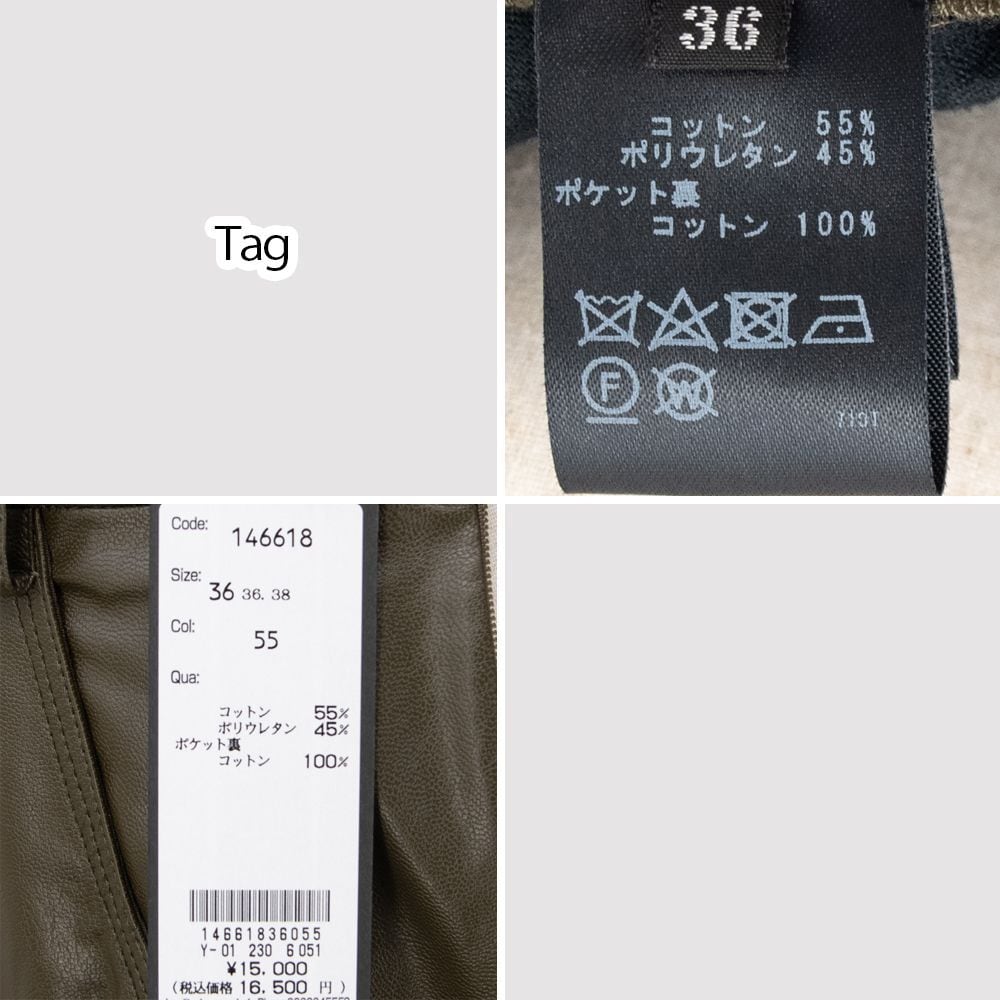 Tag
36
コットン 55%
ポリウレタン 45%
ポケット裏
コットン 100%
F
W
Code: 146618
Size: 36 36. 38
Col: 55
Qua:
コットン 55%
ポリウレタン 45%
ポケット裏
コットン 100%
14661836055
Y-01 230 6051
¥15,000
(税込価格 16,500 円)